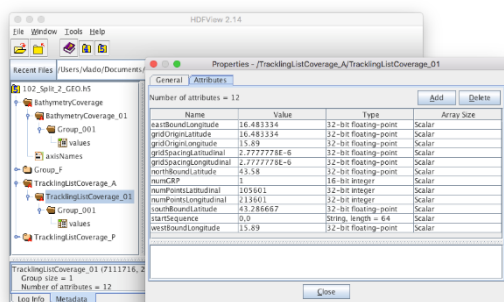 HDFView 2.14
File Window Tools Help
Recent Files /Users/vlado/Documents/
102_Split_2_GEO.h5
BathymetryCoverage
BathymetryCoverage_01
Group_001
values
axisNames
Group_F
TracklingListCoverage_A
TracklingListCoverage_01
Group_001
values
TracklingListCoverage_P
TracklingListCoverage_01 (7111716, 2
Group size = 1
Number of attributes = 12
Log Info Metadata
Properties - /TracklingListCoverage_A/TracklingListCoverage_01
General Attributes
Number of attributes = 12 Add Delete
Name Value Type Array Size
eastBoundLongitude 16.483334 32-bit floating-point Scalar
gridOriginLatitude 16.483334 32-bit floating-point Scalar
gridOriginLongitude 15.89 32-bit floating-point Scalar
gridSpacingLatitudinal 2.7777778E-6 32-bit floating-point Scalar
gridSpacingLongitudinal 2.7777778E-6 32-bit floating-point Scalar
northBoundLatitude 43.58 32-bit floating-point Scalar
numGRP 1 16-bit integer Scalar
numPointsLatitudinal 105601 32-bit integer Scalar
numPointsLongitudinal 213601 32-bit integer Scalar
southBoundLatitude 43.286667 32-bit floating-point Scalar
startSequence 0,0 String, length = 64 Scalar
westBoundLongitude 15.89 32-bit floating-point Scalar
Close